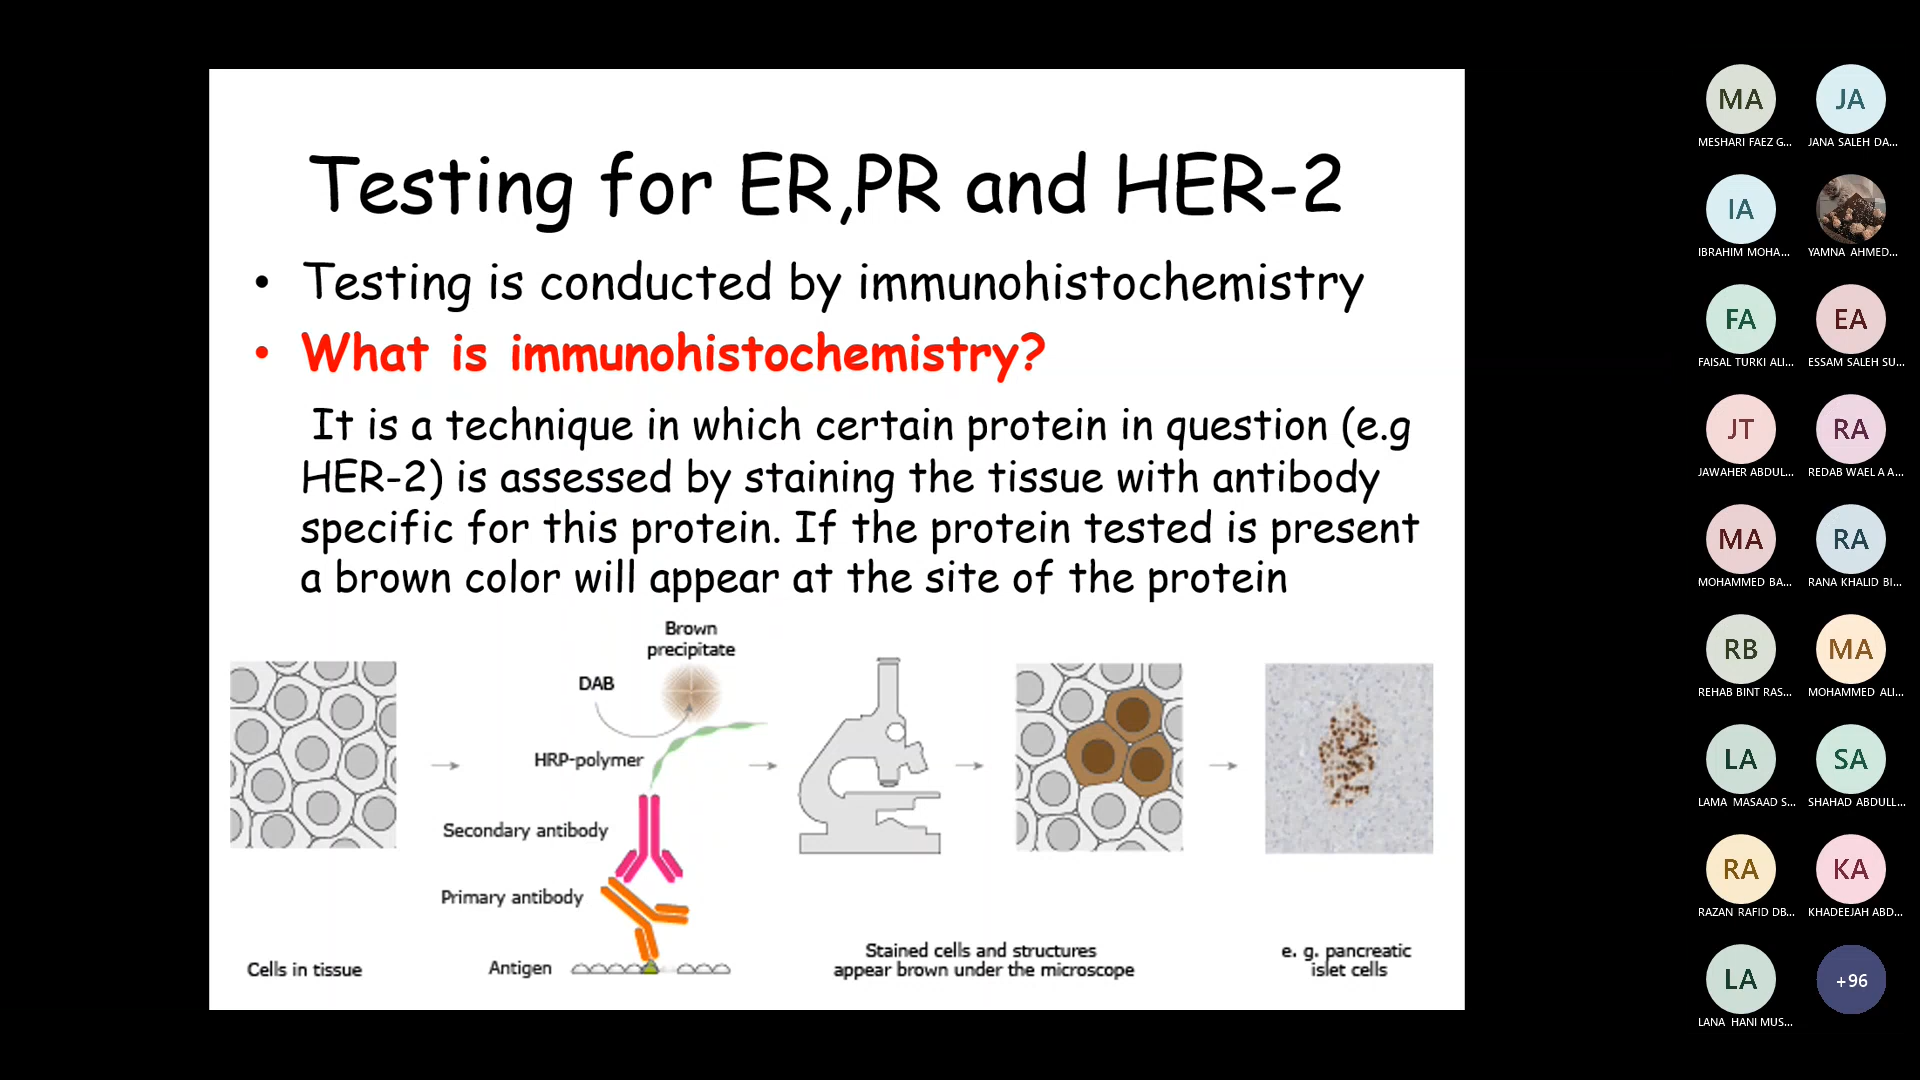 Testing for ER,PR and HER-2
• Testing is conducted by immunohistochemistry
• What is immunohistochemistry?
It is a technique in which certain protein in question (e.g
HER-2) is assessed by staining the tissue with antibody
specific for this protein. If the protein tested is present
a brown color will appear at the site of the protein
Brown
precipitate
DAB
HRP-polymer
Secondary antibody
Primary antibody
Antigen
Cells in tissue
Stained cells and structures
appear brown under the microscope
e. g. pancreatic
islet cells
MA
MESHARI FAEZ G...
JA
JANA SALEH DA...
IA
IBRAHIM MOHA...
YAMNA AHMED...
FA
FAISAL TURKI ALI...
EA
ESSAM SALEH SU...
JT
JAWAHER ABDUL...
RA
REDAB WAEL A A...
MA
MOHAMMED BA...
RA
RANA KHALID BI...
RB
REHAB BINT RAS...
MA
MOHAMMED ALI...
LA
LAMA MASAAD S...
SA
SHAHAD ABDULL...
RA
RAZAN RAFID DB...
KA
KHADEEJAH ABD...
LA
LANA HANI MUS...
+96